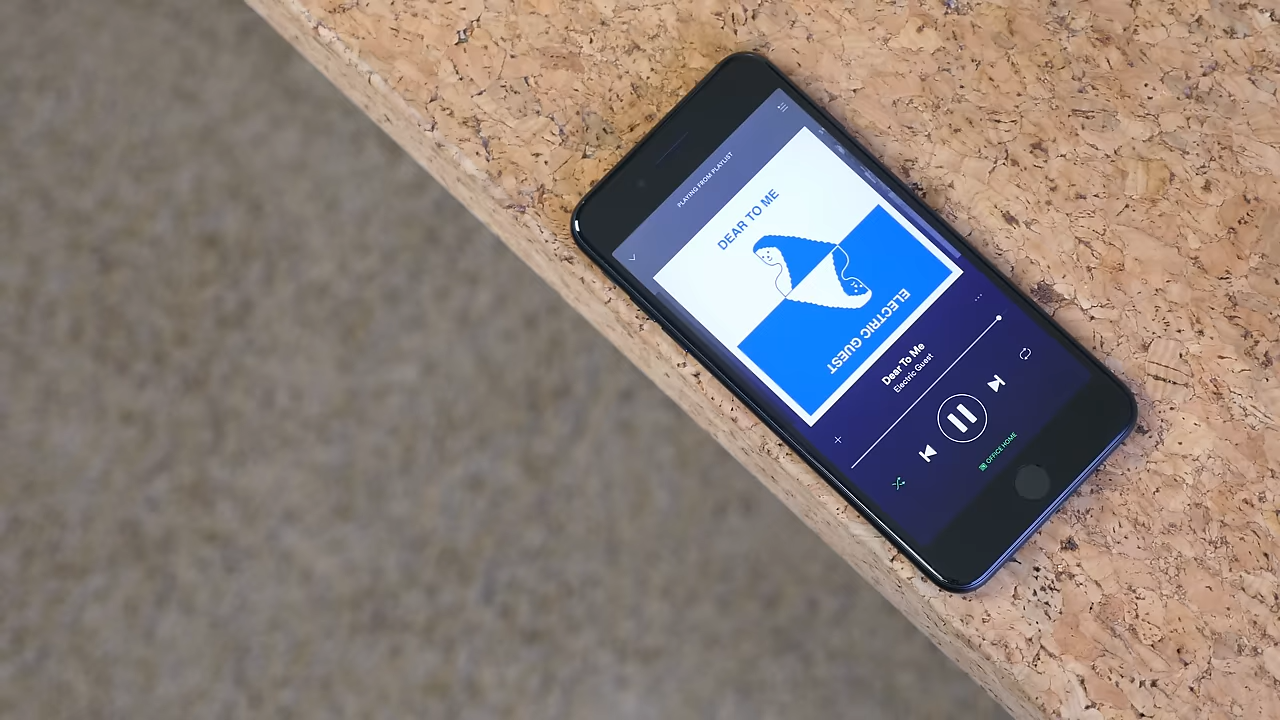 PLAYING FROM PLAYLIST
DEAR TO ME
ELECTRIC GUEST
Dear To Me
Electric Guest
OFFICE HOME